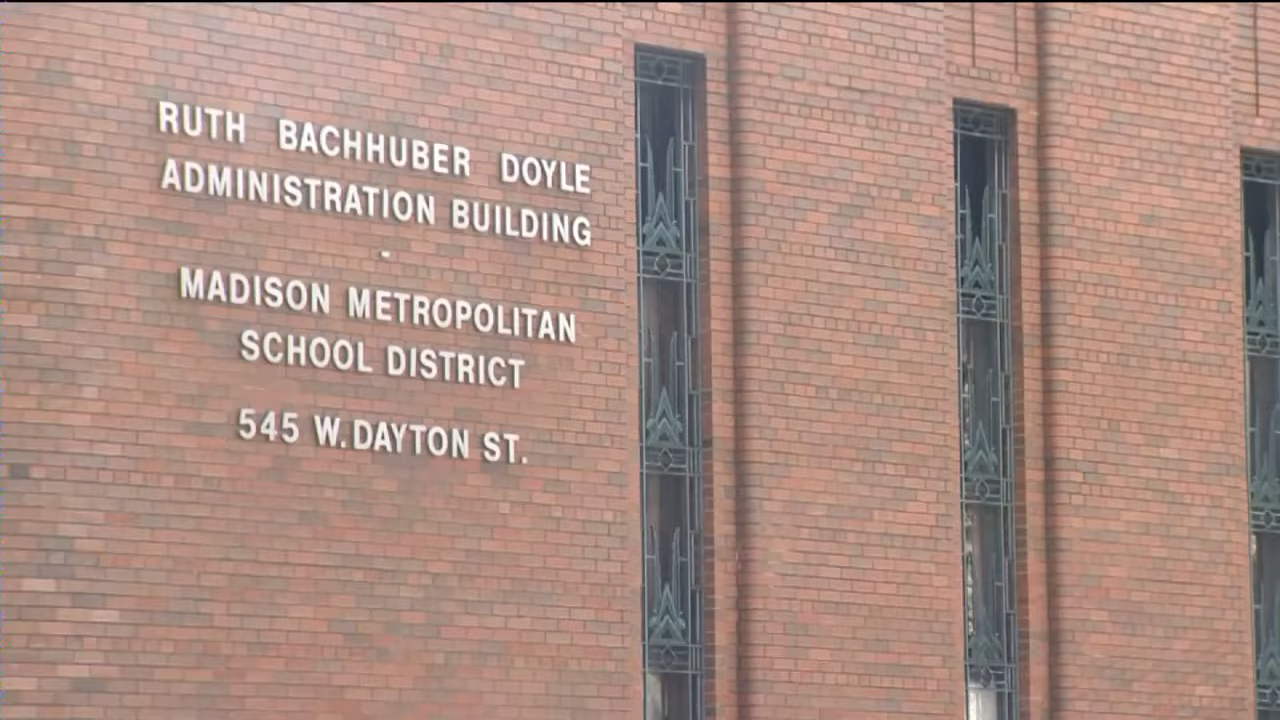 RUTH BACHHUBER DOYLE
ADMINISTRATION BUILDING
-
MADISON METROPOLITAN
SCHOOL DISTRICT
545 W. DAYTON ST.